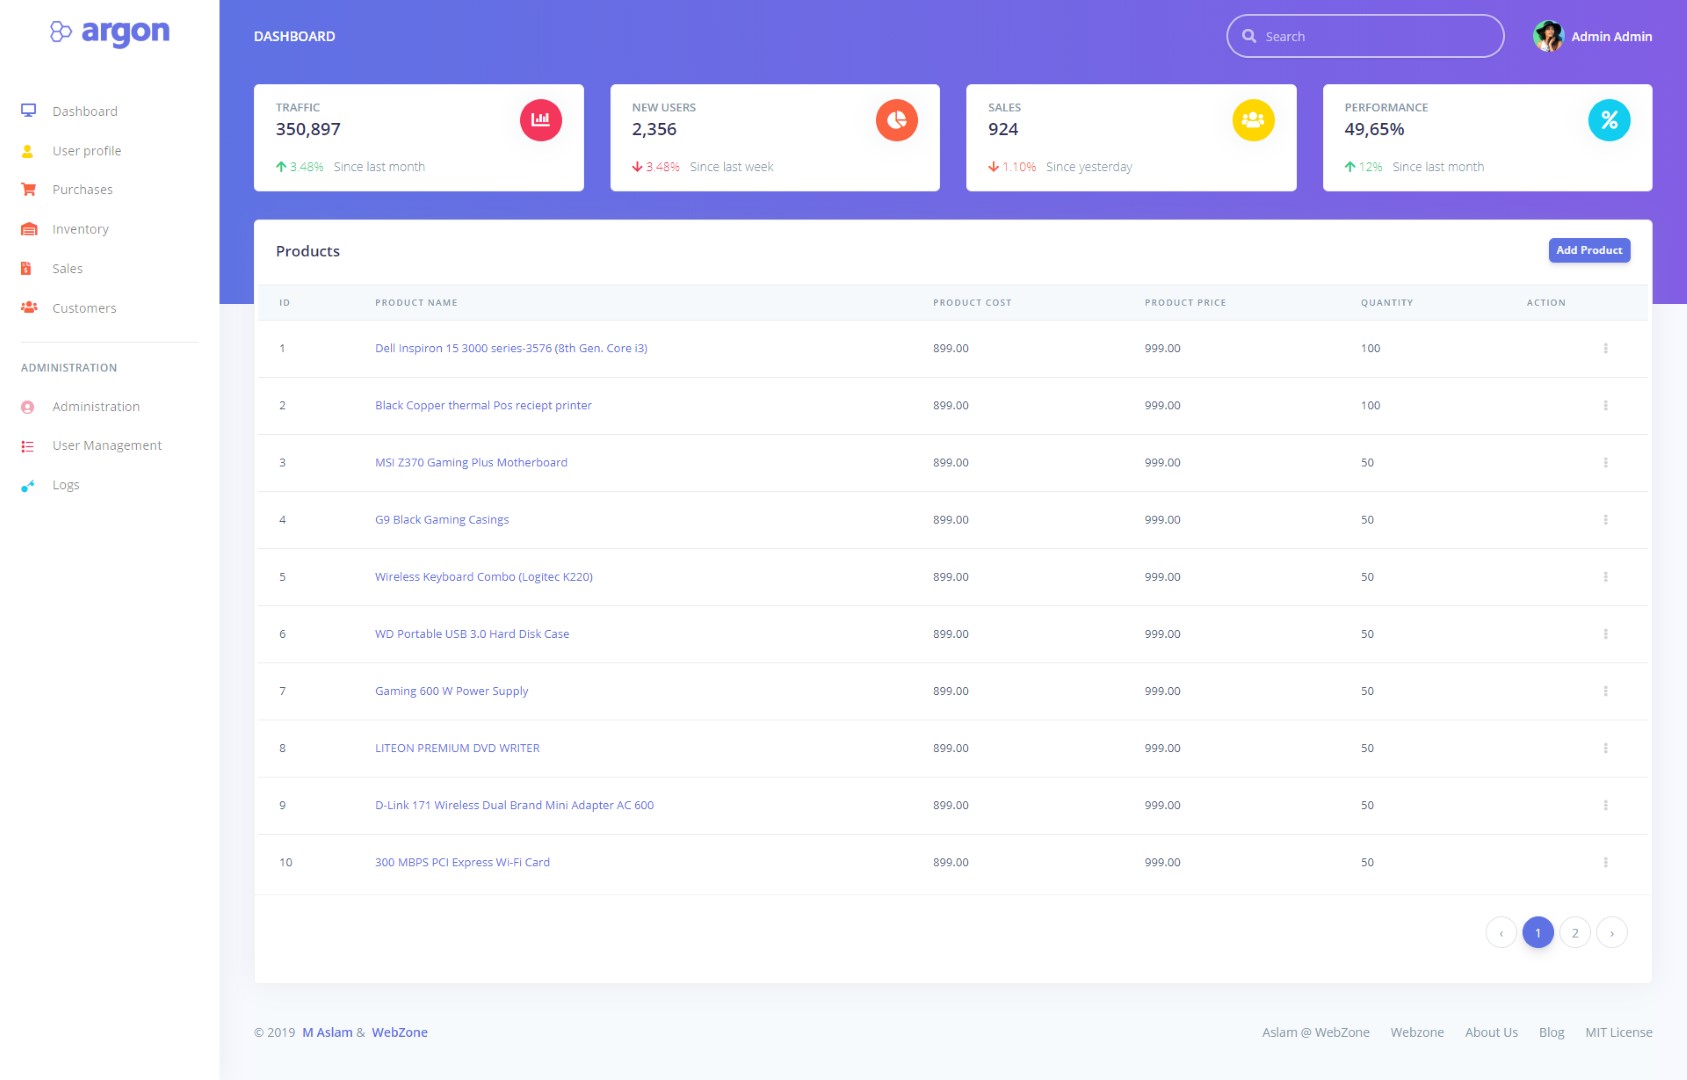 argon
DASHBOARD
Search
Admin Admin
Dashboard
User profile
Purchases
Inventory
Sales
Customers
ADMINISTRATION
Administration
User Management
Logs
TRAFFIC
350,897
3.48% Since last month
NEW USERS
2,356
3.48% Since last week
SALES
924
1.10% Since yesterday
PERFORMANCE
49,65%
12% Since last month
Products
Add Product
ID PRODUCT NAME PRODUCT COST PRODUCT PRICE QUANTITY ACTION
1 Dell Inspiron 15 3000 series-3576 (8th Gen. Core i3) 899.00 999.00 100
2 Black Copper thermal Pos reciept printer 899.00 999.00 100
3 MSI Z370 Gaming Plus Motherboard 899.00 999.00 50
4 G9 Black Gaming Casings 899.00 999.00 50
5 Wireless Keyboard Combo (Logitec K220) 899.00 999.00 50
6 WD Portable USB 3.0 Hard Disk Case 899.00 999.00 50
7 Gaming 600 W Power Supply 899.00 999.00 50
8 LITEON PREMIUM DVD WRITER 899.00 999.00 50
9 D-Link 171 Wireless Dual Brand Mini Adapter AC 600 899.00 999.00 50
10 300 MBPS PCI Express Wi-Fi Card 899.00 999.00 50
‹ 1 2 ›
© 2019 M Aslam & WebZone
Aslam @ WebZone Webzone About Us Blog MIT License